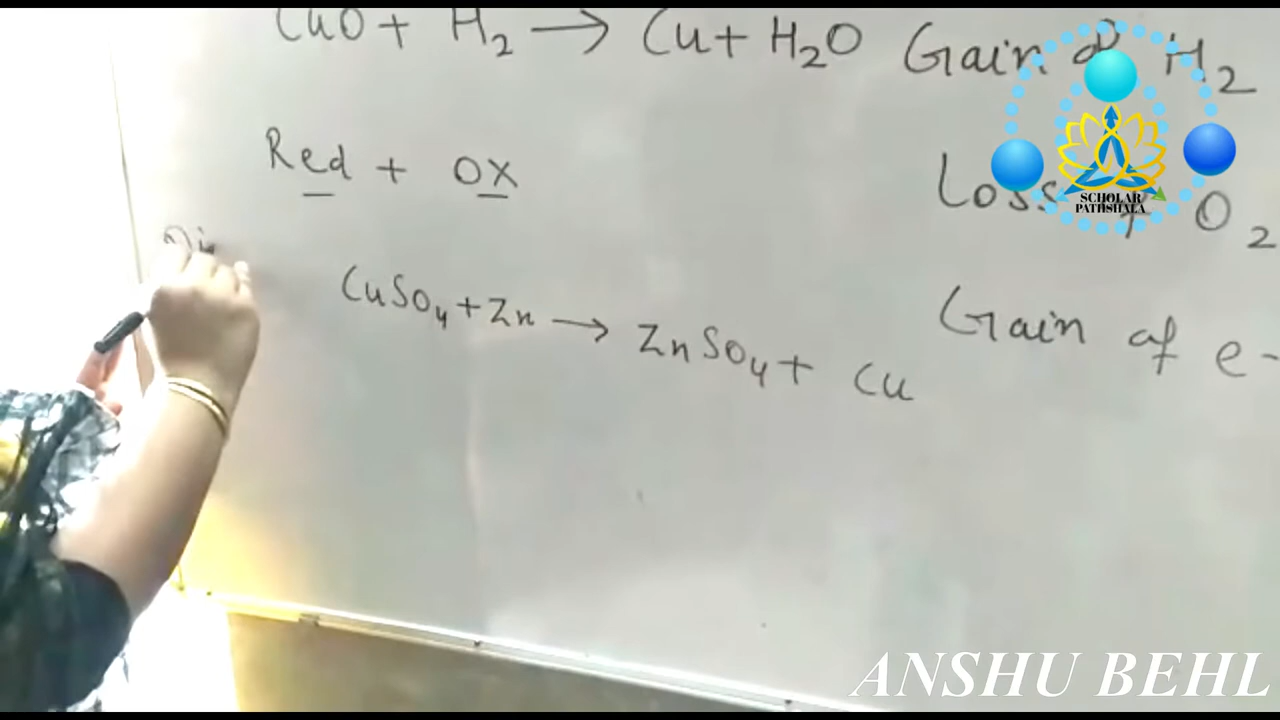 CuO + H2 → Cu + H2O Gain of H2
Red + OX
Loss of O2
Di
CuSO4 + Zn → ZnSO4 + Cu
Gain of e-
SCHOLAR
PATHSHALA
ANSHU BEHL